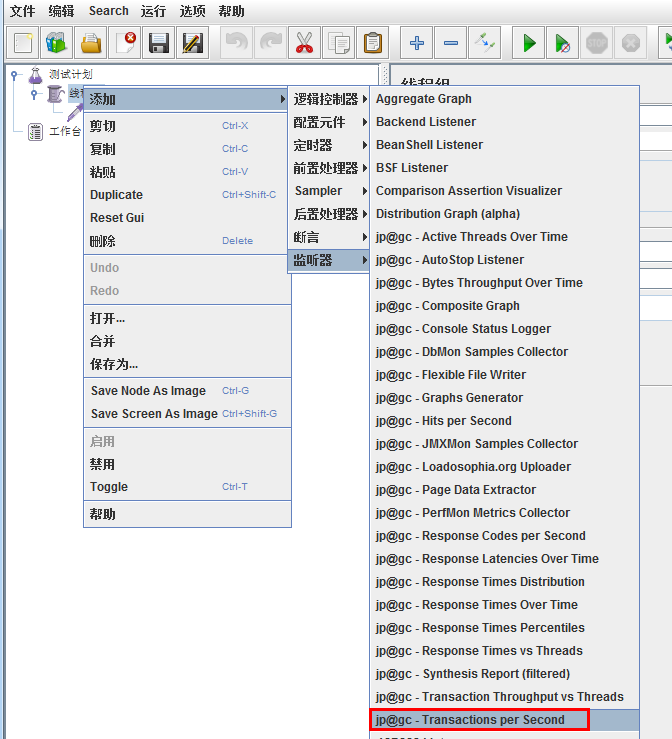 文件 编辑 Search 运行 选项 帮助
测试计划
线程
工作台
线程组
添加
剪切 Ctrl-X
复制 Ctrl-C
粘贴 Ctrl-V
Duplicate Ctrl+Shift-C
Reset Gui
删除 Delete
Undo
Redo
打开...
合并
保存为...
Save Node As Image Ctrl-G
Save Screen As Image Ctrl+Shift-G
启用
禁用
Toggle Ctrl-T
帮助
逻辑控制器
配置元件
定时器
前置处理器
Sampler
后置处理器
断言
监听器
Aggregate Graph
Backend Listener
BeanShell Listener
BSF Listener
Comparison Assertion Visualizer
Distribution Graph (alpha)
jp@gc - Active Threads Over Time
jp@gc - AutoStop Listener
jp@gc - Bytes Throughput Over Time
jp@gc - Composite Graph
jp@gc - Console Status Logger
jp@gc - DbMon Samples Collector
jp@gc - Flexible File Writer
jp@gc - Graphs Generator
jp@gc - Hits per Second
jp@gc - JMXMon Samples Collector
jp@gc - Loadosophia.org Uploader
jp@gc - Page Data Extractor
jp@gc - PerfMon Metrics Collector
jp@gc - Response Codes per Second
jp@gc - Response Latencies Over Time
jp@gc - Response Times Distribution
jp@gc - Response Times Over Time
jp@gc - Response Times Percentiles
jp@gc - Response Times vs Threads
jp@gc - Synthesis Report (filtered)
jp@gc - Transaction Throughput vs Threads
jp@gc - Transactions per Second